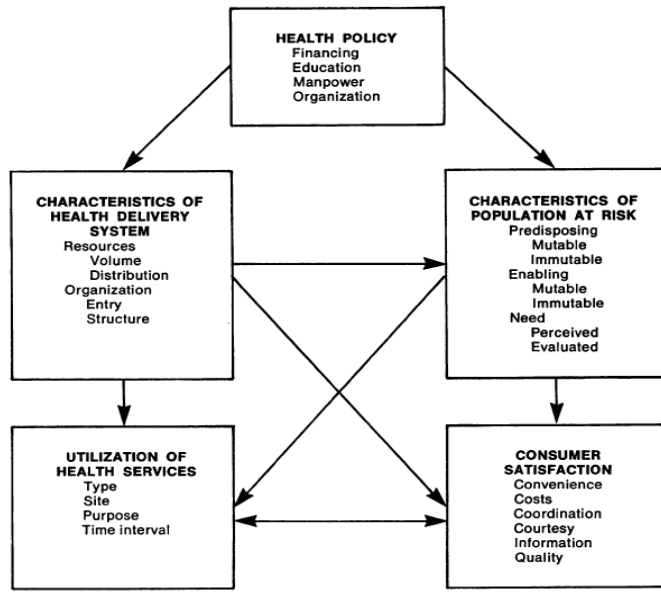 HEALTH POLICY
Financing
Education
Manpower
Organization
CHARACTERISTICS OF
HEALTH DELIVERY
SYSTEM
Resources
Volume
Distribution
Organization
Entry
Structure
CHARACTERISTICS OF
POPULATION AT RISK
Predisposing
Mutable
Immutable
Enabling
Mutable
Immutable
Need
Perceived
Evaluated
UTILIZATION OF
HEALTH SERVICES
Type
Site
Purpose
Time interval
CONSUMER
SATISFACTION
Convenience
Costs
Coordination
Courtesy
Information
Quality